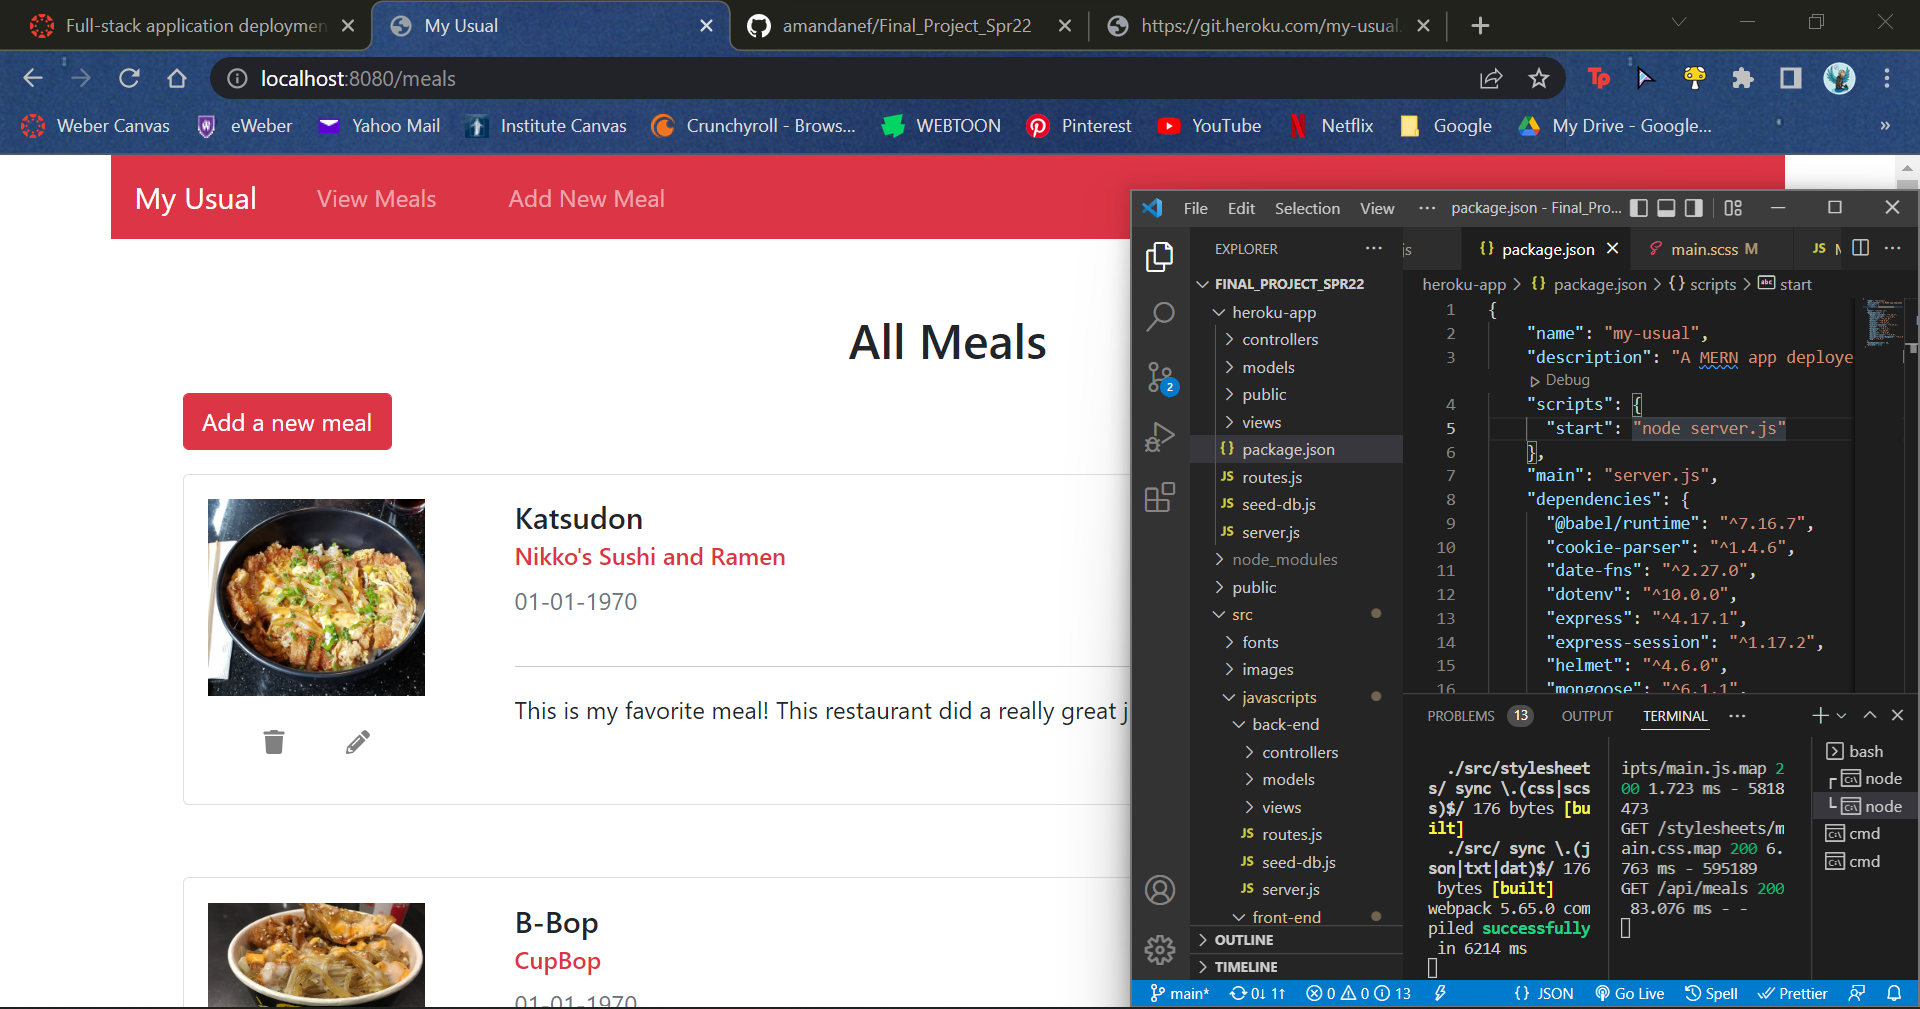 Full-stack application deploymen
My Usual
amandanef/Final_Project_Spr22
https://git.heroku.com/my-usual.
localhost:8080/meals
Weber Canvas
eWeber
Yahoo Mail
Institute Canvas
Crunchyroll - Brows...
WEBTOON
Pinterest
YouTube
Netflix
Google
My Drive - Google...
»
My Usual
View Meals
Add New Meal
All Meals
Add a new meal
Katsudon
Nikko's Sushi and Ramen
01-01-1970
This is my favorite meal! This restaurant did a really great j
B-Bop
CupBop
01-01-1970
File Edit Selection View ··· package.json - Final_Pro...
EXPLORER ···
FINAL_PROJECT_SPR22
heroku-app
controllers
models
public
views
{} package.json
JS routes.js
JS seed-db.js
JS server.js
node_modules
public
src
fonts
images
javascripts
back-end
controllers
models
views
JS routes.js
JS seed-db.js
JS server.js
front-end
OUTLINE
TIMELINE
js
{} package.json
main.scss M
JS
···
heroku-app > {} package.json > {} scripts > abc start
1 {
2 "name": "my-usual",
3 "description": "A MERN app deploye
Debug
4 "scripts": {
5 "start": "node server.js"
6 },
7 "main": "server.js",
8 "dependencies": {
9 "@babel/runtime": "^7.16.7",
10 "cookie-parser": "^1.4.6",
11 "date-fns": "^2.27.0",
12 "dotenv": "^10.0.0",
13 "express": "^4.17.1",
14 "express-session": "^1.17.2",
15 "helmet": "^4.6.0",
16 "mongoose": "^6.1.1",
PROBLEMS 13 OUTPUT TERMINAL ···
./src/stylesheet
s/ sync \.(css|scs
s)$/ 176 bytes [bu
ilt]
./src/ sync \.(j
son|txt|dat)$/ 176
bytes [built]
webpack 5.65.0 com
piled successfully
in 6214 ms
ipts/main.js.map 2
00 1.723 ms - 5818
473
GET /stylesheets/m
ain.css.map 200 6.
763 ms - 595189
GET /api/meals 200
83.076 ms - -
bash
node
node
cmd
cmd
2
main* 0↓ 1↑ 0 0 13 {} JSON Go Live Spell Prettier